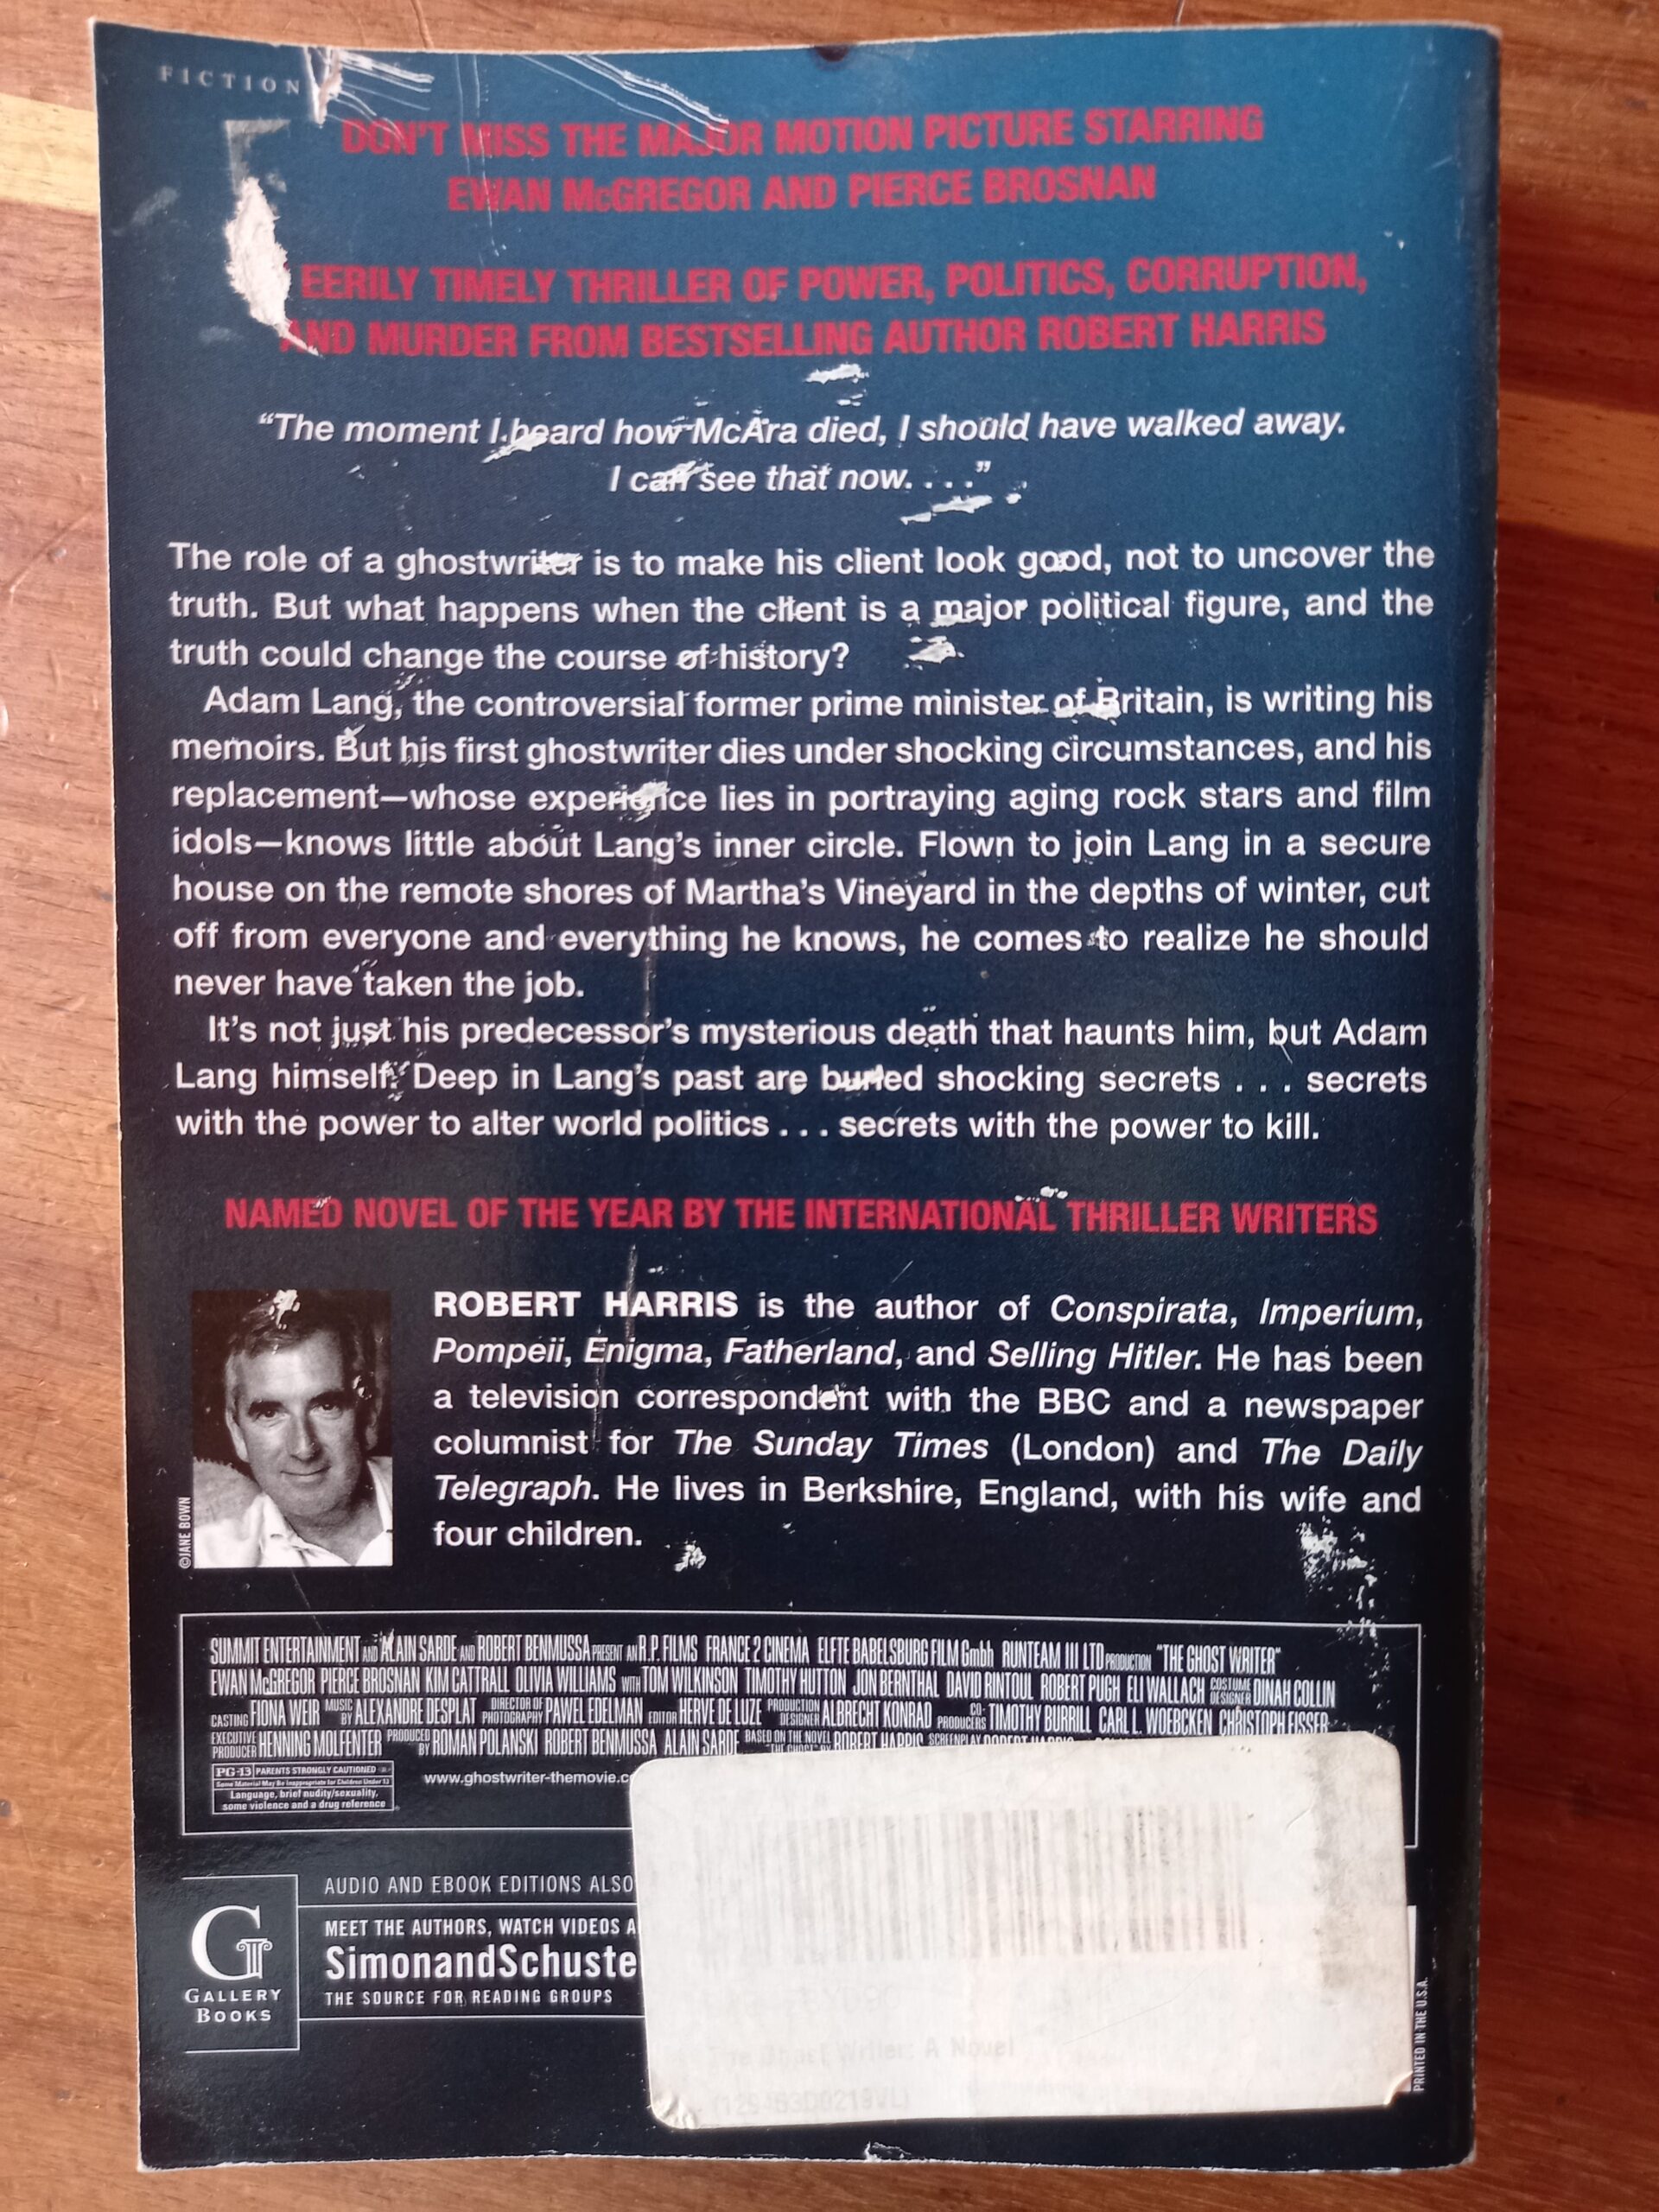 FICTION
DON'T MISS THE MAJOR MOTION PICTURE STARRING
EWAN McGREGOR AND PIERCE BROSNAN
EERILY TIMELY THRILLER OF POWER, POLITICS, CORRUPTION,
AND MURDER FROM BESTSELLING AUTHOR ROBERT HARRIS
“The moment I heard how McAra died, I should have walked away.
I can see that now. . . .”
The role of a ghostwriter is to make his client look good, not to uncover the
truth. But what happens when the client is a major political figure, and the
truth could change the course of history?
Adam Lang, the controversial former prime minister of Britain, is writing his
memoirs. But his first ghostwriter dies under shocking circumstances, and his
replacement—whose experience lies in portraying aging rock stars and film
idols—knows little about Lang’s inner circle. Flown to join Lang in a secure
house on the remote shores of Martha’s Vineyard in the depths of winter, cut
off from everyone and everything he knows, he comes to realize he should
never have taken the job.
It’s not just his predecessor’s mysterious death that haunts him, but Adam
Lang himself. Deep in Lang’s past are buried shocking secrets . . . secrets
with the power to alter world politics . . . secrets with the power to kill.
NAMED NOVEL OF THE YEAR BY THE INTERNATIONAL THRILLER WRITERS
©JANE BOWN
ROBERT HARRIS is the author of Conspirata, Imperium,
Pompeii, Enigma, Fatherland, and Selling Hitler. He has been
a television correspondent with the BBC and a newspaper
columnist for The Sunday Times (London) and The Daily
Telegraph. He lives in Berkshire, England, with his wife and
four children.
SUMMIT ENTERTAINMENT AND ALAIN SARDE AND ROBERT BENMUSSA PRESENT AN R.P. FILMS FRANCE 2 CINEMA ELFTE BABELSBURG FILM Gmbh RUNTEAM III LTD PRODUCTION "THE GHOST WRITER"
EWAN McGREGOR PIERCE BROSNAN KIM CATTRALL OLIVIA WILLIAMS WITH TOM WILKINSON TIMOTHY HUTTON JON BERNTHAL DAVID RINTOUL ROBERT PUGH ELI WALLACH COSTUME DESIGNER DINAH COLLIN
CASTING FIONA WEIR MUSIC BY ALEXANDRE DESPLAT DIRECTOR OF PHOTOGRAPHY PAWEL EDELMAN EDITOR HERVE DE LUZE PRODUCTION DESIGNER ALBRECHT KONRAD CO-PRODUCERS TIMOTHY BURRILL CARL L. WOEBCKEN CHRISTOPH FISSER
EXECUTIVE PRODUCER HENNING MOLFENTER PRODUCED BY ROMAN POLANSKI ROBERT BENMUSSA ALAIN SARDE BASED ON THE NOVEL "THE GHOST" BY ROBERT HARRIS SCREENPLAY
PG-13 PARENTS STRONGLY CAUTIONED
Some Material May Be Inappropriate for Children Under 13
Language, brief nudity/sexuality,
some violence and a drug reference
www.ghostwriter-themovie.c
AUDIO AND EBOOK EDITIONS ALSO
MEET THE AUTHORS, WATCH VIDEOS A
SimonandSchuste
THE SOURCE FOR READING GROUPS
G
GALLERY
BOOKS
Writer: A Novel
PRINTED IN THE U.S.A.